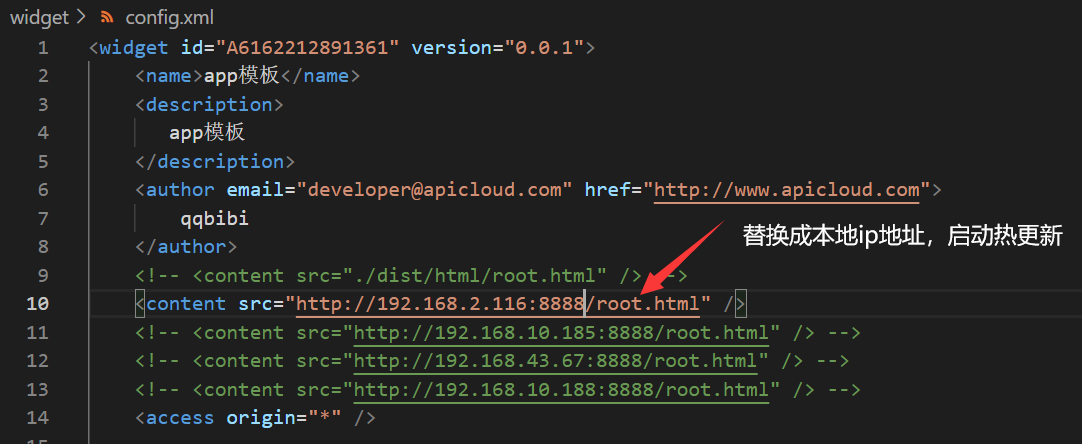 widget > config.xml
1 <widget id="A6162212891361" version="0.0.1">
2 <name>app模板</name>
3 <description>
4 app模板
5 </description>
6 <author email="developer@apicloud.com" href="http://www.apicloud.com">
7 qqbibi
替换成本地ip地址，启动热更新
8 </author>
9 <!-- <content src="./dist/html/root.html" /> -->
10 <content src="http://192.168.2.116:8888/root.html" />
11 <!-- <content src="http://192.168.10.185:8888/root.html" /> -->
12 <!-- <content src="http://192.168.43.67:8888/root.html" /> -->
13 <!-- <content src="http://192.168.10.188:8888/root.html" /> -->
14 <access origin="*" />